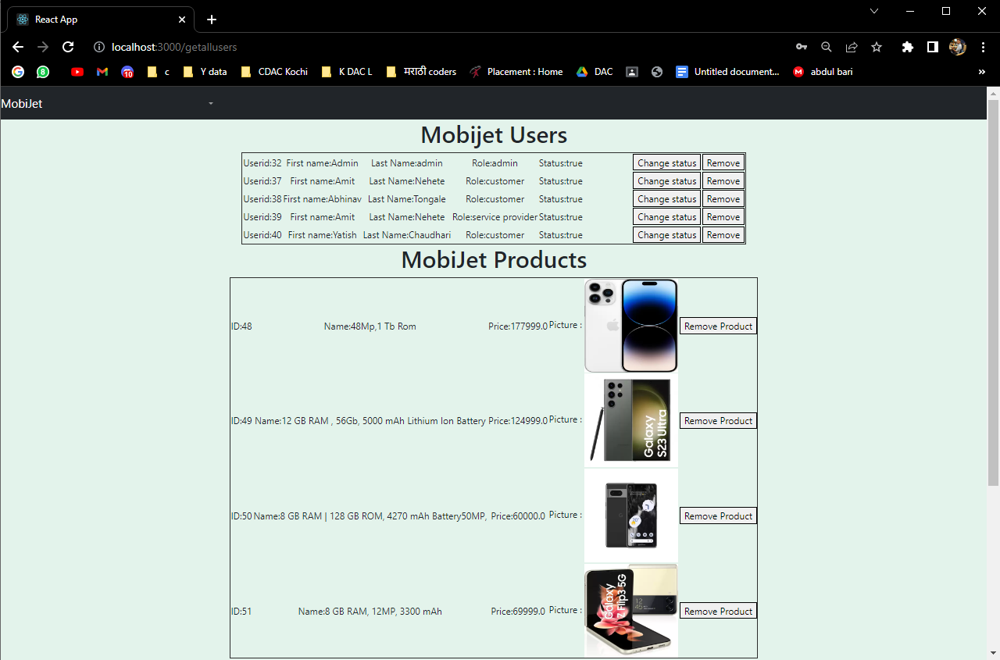 React App
localhost:3000/getallusers
8
10
c
Y data
CDAC Kochi
K DAC L
मराठी coders
Placement : Home
DAC
Untitled document...
M
abdul bari
»
MobiJet
Mobijet Users
Userid:32 First name:Admin Last Name:admin Role:admin Status:true Change status Remove
Userid:37 First name:Amit Last Name:Nehete Role:customer Status:true Change status Remove
Userid:38 First name:Abhinav Last Name:Tongale Role:customer Status:true Change status Remove
Userid:39 First name:Amit Last Name:Nehete Role:service provider Status:true Change status Remove
Userid:40 First name:Yatish Last Name:Chaudhari Role:customer Status:true Change status Remove
MobiJet Products
ID:48 Name:48Mp,1 Tb Rom Price:177999.0 Picture : Remove Product
ID:49 Name:12 GB RAM , 56Gb, 5000 mAh Lithium Ion Battery Price:124999.0 Picture : Remove Product
Galaxy
S23 Ultra
ID:50 Name:8 GB RAM | 128 GB ROM, 4270 mAh Battery50MP, Price:60000.0 Picture : Remove Product
ID:51 Name:8 GB RAM, 12MP, 3300 mAh Price:69999.0 Picture : Remove Product
Galaxy
Z Flip3 5G